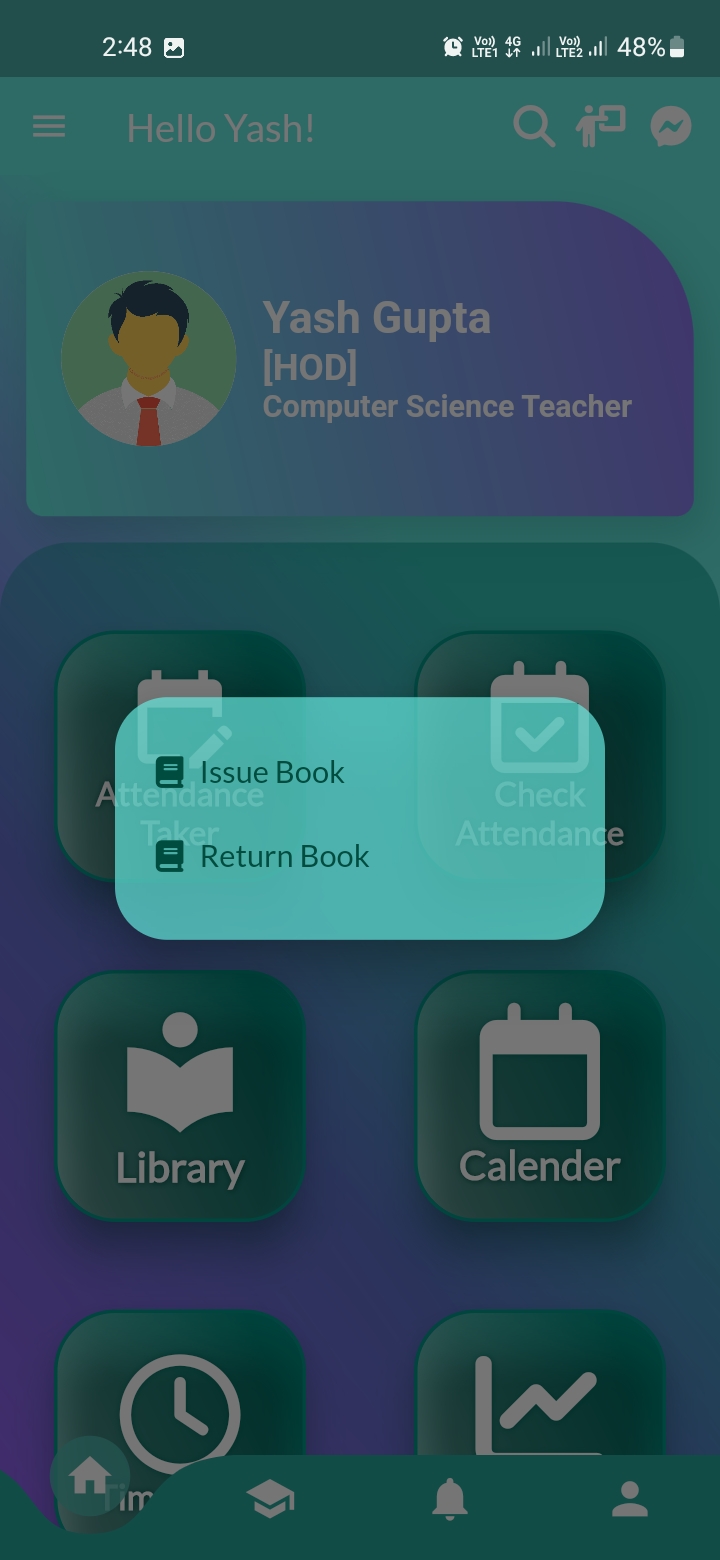 2:48 Vo)) LTE1 4G Vo)) LTE2 48%
Hello Yash!
Yash Gupta
[HOD]
Computer Science Teacher
Issue Book
Attendance
Taker
Check
Attendance
Return Book
Library
Calender
Tim